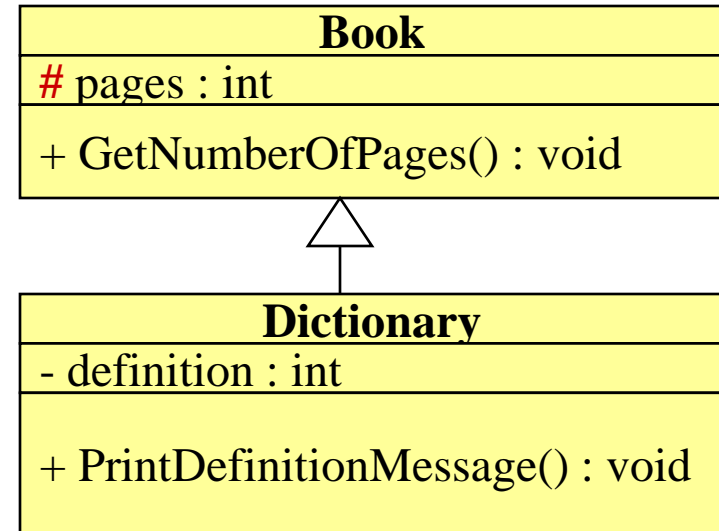 Book
# pages : int
+ GetNumberOfPages() : void
Dictionary
- definition : int
+ PrintDefinitionMessage() : void